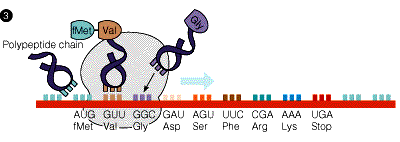 3
Gly
fMet Val
Polypeptide chain
AUG GUU GGC GAU AGU UUC CGA AAA UGA
fMet Val Gly Asp Ser Phe Arg Lys Stop